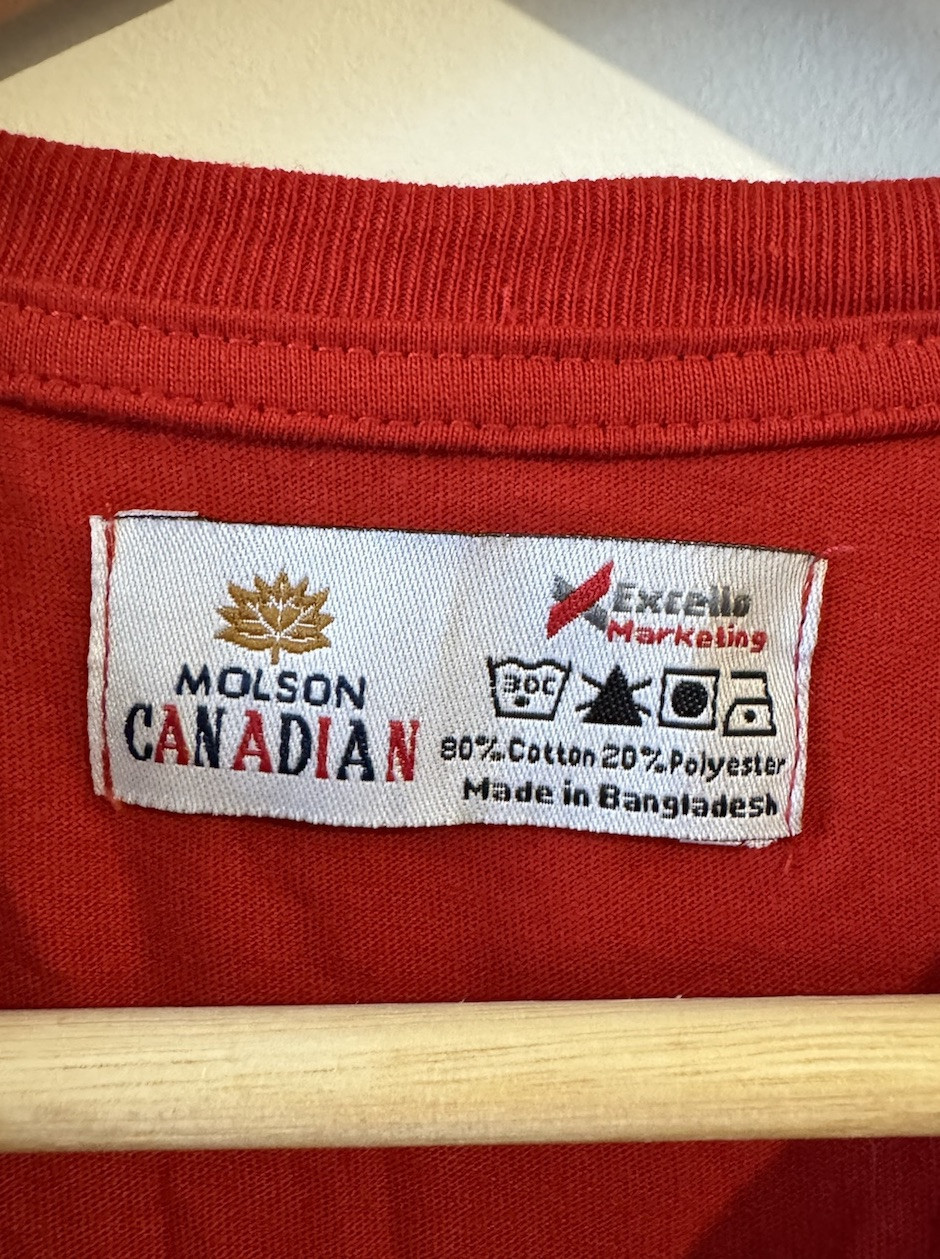 MOLSON
CANADIAN
Excello
Marketing
30C
80% Cotton 20% Polyester
Made in Bangladesh